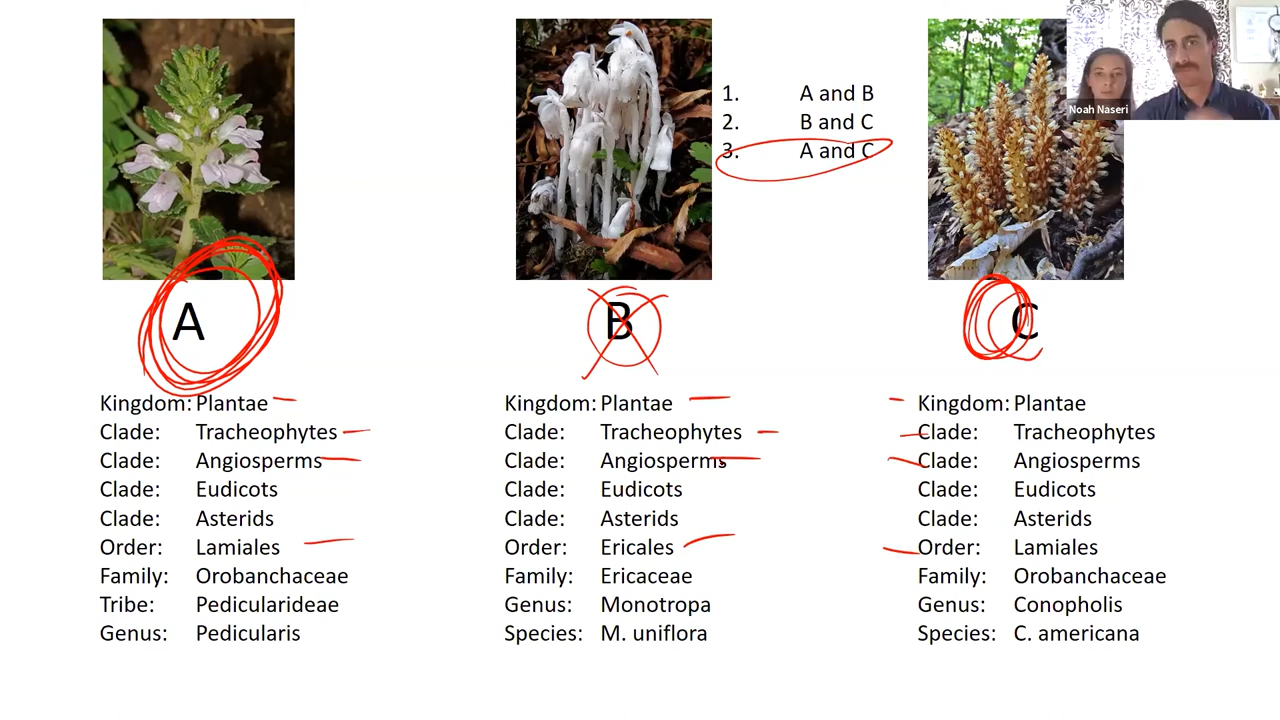 1. A and B
2. B and C
3. A and C
Noah Naseri
A
Kingdom: Plantae
Clade: Tracheophytes
Clade: Angiosperms
Clade: Eudicots
Clade: Asterids
Order: Lamiales
Family: Orobanchaceae
Tribe: Pedicularideae
Genus: Pedicularis
B
Kingdom: Plantae
Clade: Tracheophytes
Clade: Angiosperms
Clade: Eudicots
Clade: Asterids
Order: Ericales
Family: Ericaceae
Genus: Monotropa
Species: M. uniflora
C
Kingdom: Plantae
Clade: Tracheophytes
Clade: Angiosperms
Clade: Eudicots
Clade: Asterids
Order: Lamiales
Family: Orobanchaceae
Genus: Conopholis
Species: C. americana